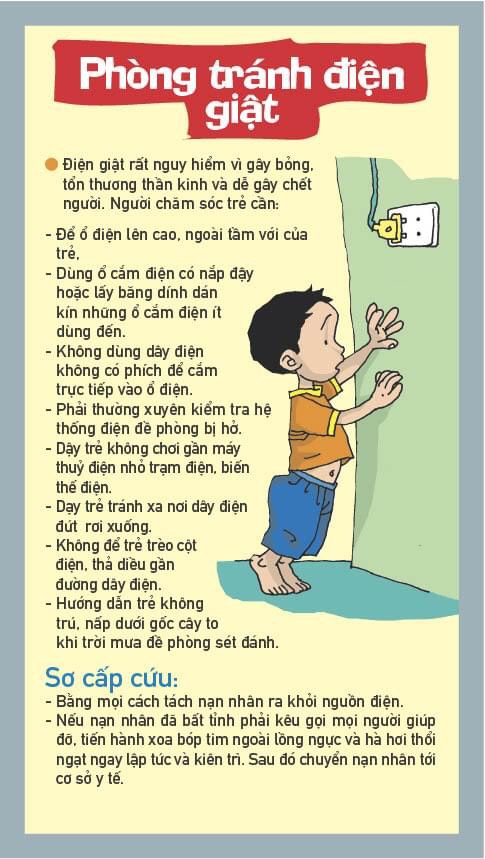 Phòng tránh điện
giật
Điện giật rất nguy hiểm vì gây bỏng,
tổn thương thần kinh và dễ gây chết
người. Người chăm sóc trẻ cần:
- Để ổ điện lên cao, ngoài tầm với của
trẻ,
- Dùng ổ cắm điện có nắp đậy
hoặc lấy băng dính dán
kín những ổ cắm điện ít
dùng đến.
- Không dùng dây điện
không có phích để cắm
trực tiếp vào ổ điện.
- Phải thường xuyên kiểm tra hệ
thống điện đề phòng bị hở.
- Dậy trẻ không chơi gần máy
thuỷ điện nhỏ trạm điện, biến
thế điện.
- Dạy trẻ tránh xa nơi dây điện
đứt rơi xuống.
- Không để trẻ trèo cột
điện, thả diều gần
đường dây điện.
- Hướng dẫn trẻ không
trú, nấp dưới gốc cây to
khi trời mưa đề phòng sét đánh.
Sơ cấp cứu:
- Bằng mọi cách tách nạn nhân ra khỏi nguồn điện.
- Nếu nạn nhân đã bất tỉnh phải kêu gọi mọi người giúp
đỡ, tiến hành xoa bóp tim ngoài lồng ngực và hà hơi thổi
ngạt ngay lập tức và kiên trì. Sau đó chuyển nạn nhân tới
cơ sở y tế.